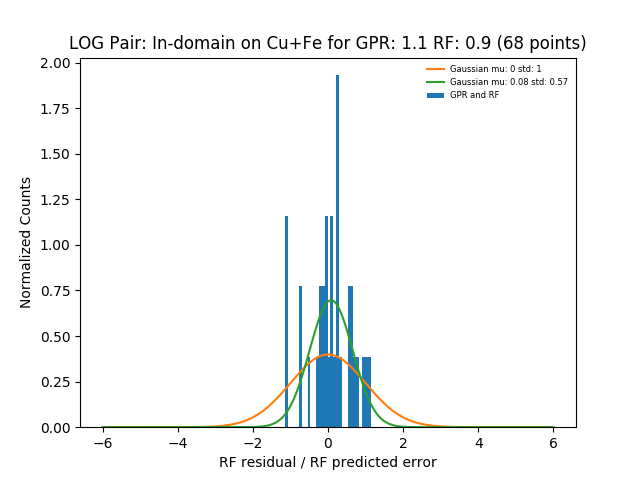 LOG Pair: In-domain on Cu+Fe for GPR: 1.1 RF: 0.9 (68 points)
Gaussian mu: 0 std: 1
Gaussian mu: 0.08 std: 0.57
GPR and RF
Normalized Counts
2.00
1.75
1.50
1.25
1.00
0.75
0.50
0.25
0.00
−6
−4
−2
0
2
4
6
RF residual / RF predicted error